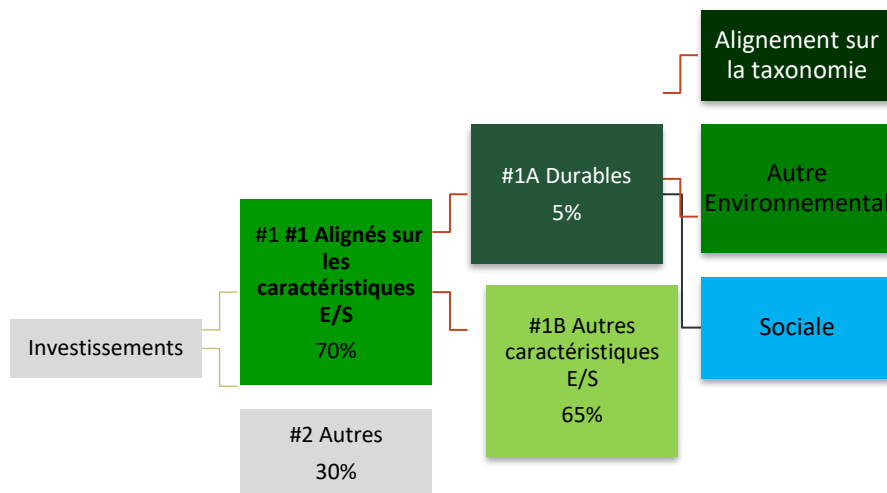 Investissements
#1 #1 Alignés sur
les
caractéristiques
E/S
70%
#2 Autres
30%
#1A Durables
5%
#1B Autres
caractéristiques
E/S
65%
Alignement sur
la taxonomie
Autre
Environnemental
Sociale